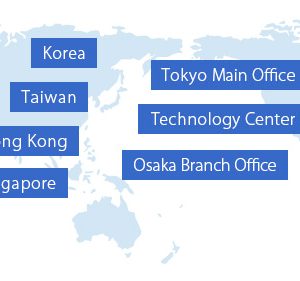 Korea
Tokyo Main Office
Taiwan
Technology Center
ng Kong
Osaka Branch Office
gapore